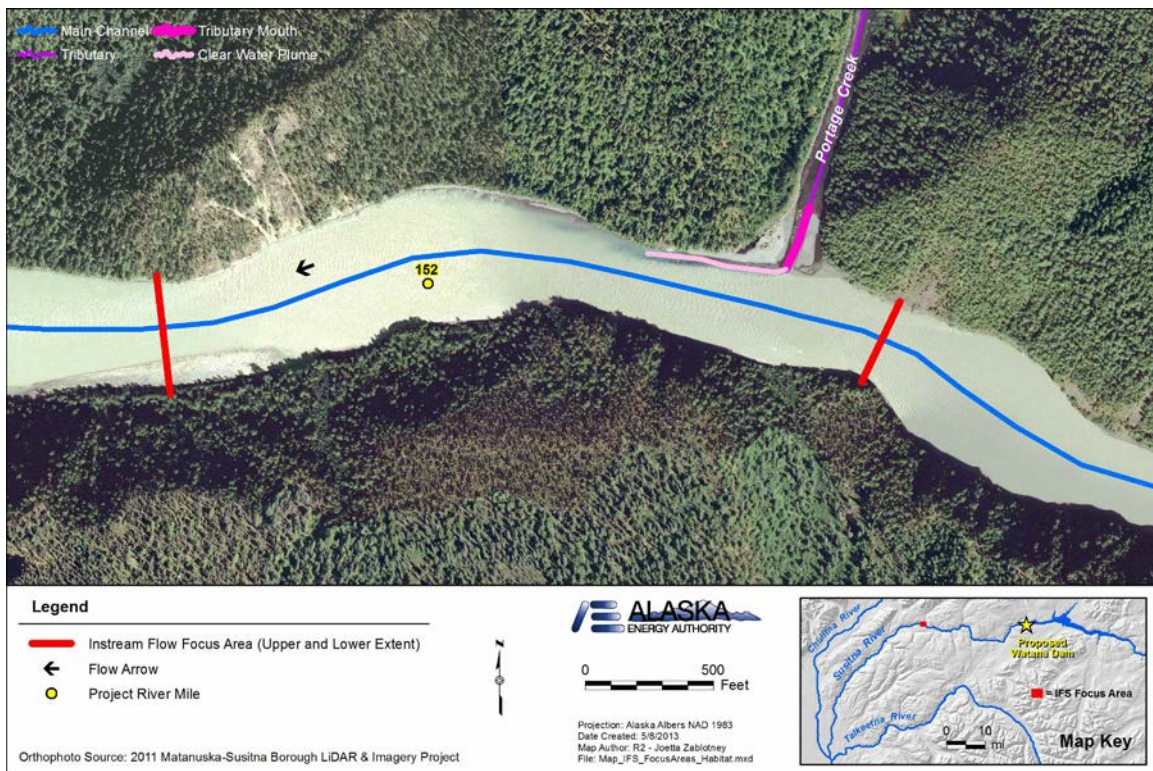 Main Channel
Tributary Mouth
Tributary
Clear Water Plume
Portage Creek
152
Legend
Instream Flow Focus Area (Upper and Lower Extent)
Flow Arrow
Project River Mile
Orthophoto Source: 2011 Matanuska-Susitna Borough LiDAR & Imagery Project
N
ALASKA
ENERGY AUTHORITY
0 500
Feet
Projection: Alaska Albers NAD 1983
Date Created: 5/8/2013
Map Author: R2 - Joetta Zablotney
File: Map_IFS_FocusAreas_Habitat.mxd
Chulitna River
Susitna River
Talkeetna River
Proposed
Watana Dam
= IFS Focus Area
0 10
mi
Map Key